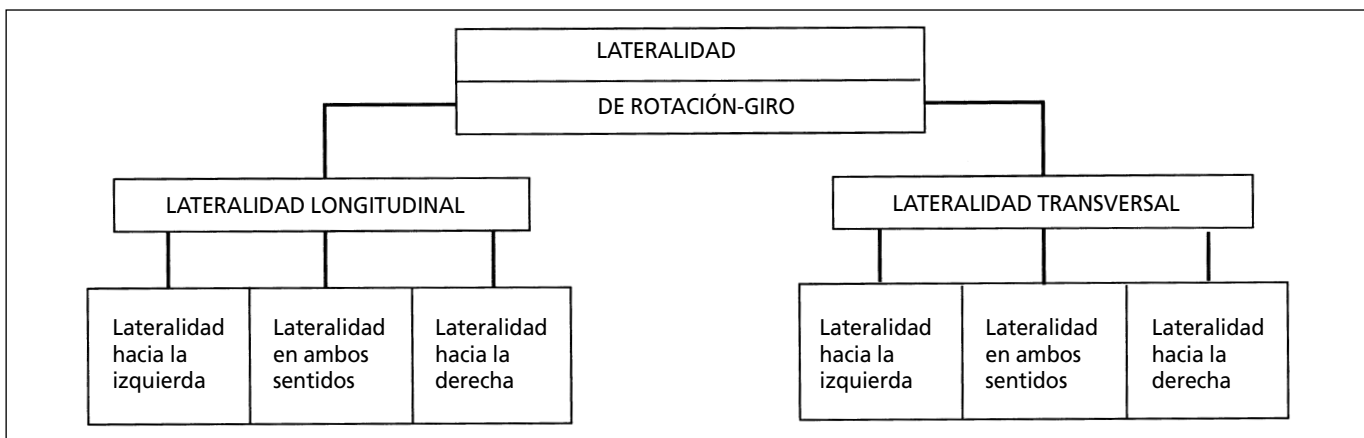 LATERALIDAD
DE ROTACIÓN-GIRO
LATERALIDAD LONGITUDINAL
LATERALIDAD TRANSVERSAL
Lateralidad
hacia la
izquierda
Lateralidad
en ambos
sentidos
Lateralidad
hacia la
derecha
Lateralidad
hacia la
izquierda
Lateralidad
en ambos
sentidos
Lateralidad
hacia la
derecha